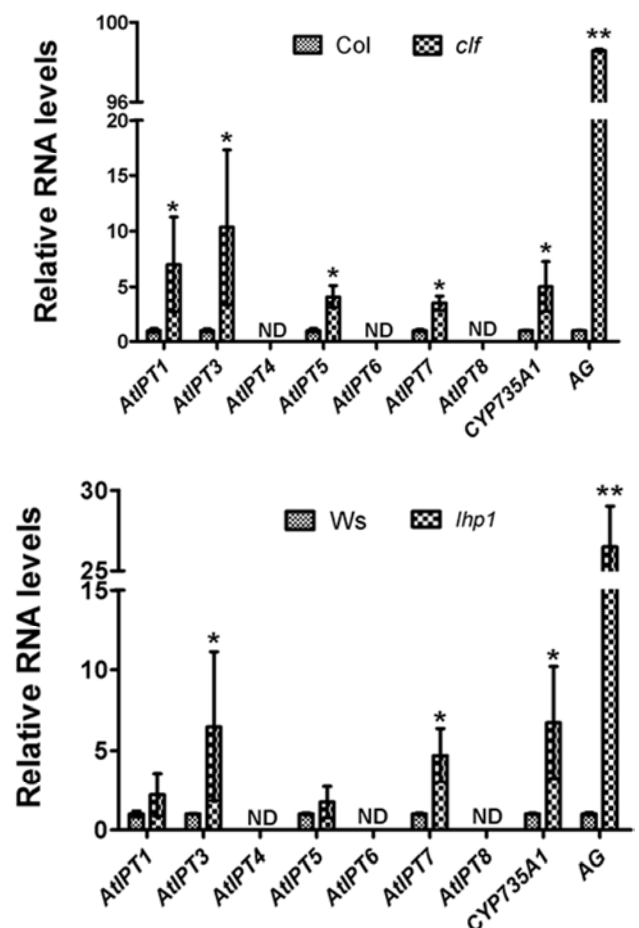 Relative RNA levels
100
96
20
15
10
5
0
Col clf
* * ND * ND * ND * **
AtIPT1 AtIPT3 AtIPT4 AtIPT5 AtIPT6 AtIPT7 AtIPT8 CYP735A1 AG
Relative RNA levels
30
25
15
10
5
0
Ws lhp1
* ND ND * ND * **
AtIPT1 AtIPT3 AtIPT4 AtIPT5 AtIPT6 AtIPT7 AtIPT8 CYP735A1 AG